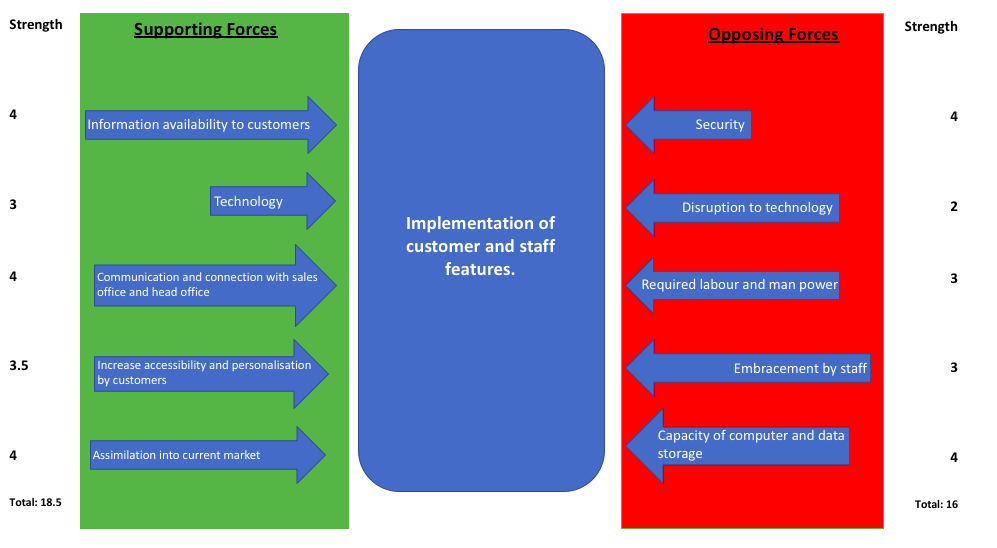 Strength
Supporting Forces
4
Information availability to customers
3
Technology
4
Communication and connection with sales
office and head office
3.5
Increase accessibility and personalisation
by customers
4
Assimilation into current market
Total: 18.5
Implementation of
customer and staff
features.
Opposing Forces
Strength
Security
4
Disruption to technology
2
Required labour and man power
3
Embracement by staff
3
Capacity of computer and data
storage
4
Total: 16